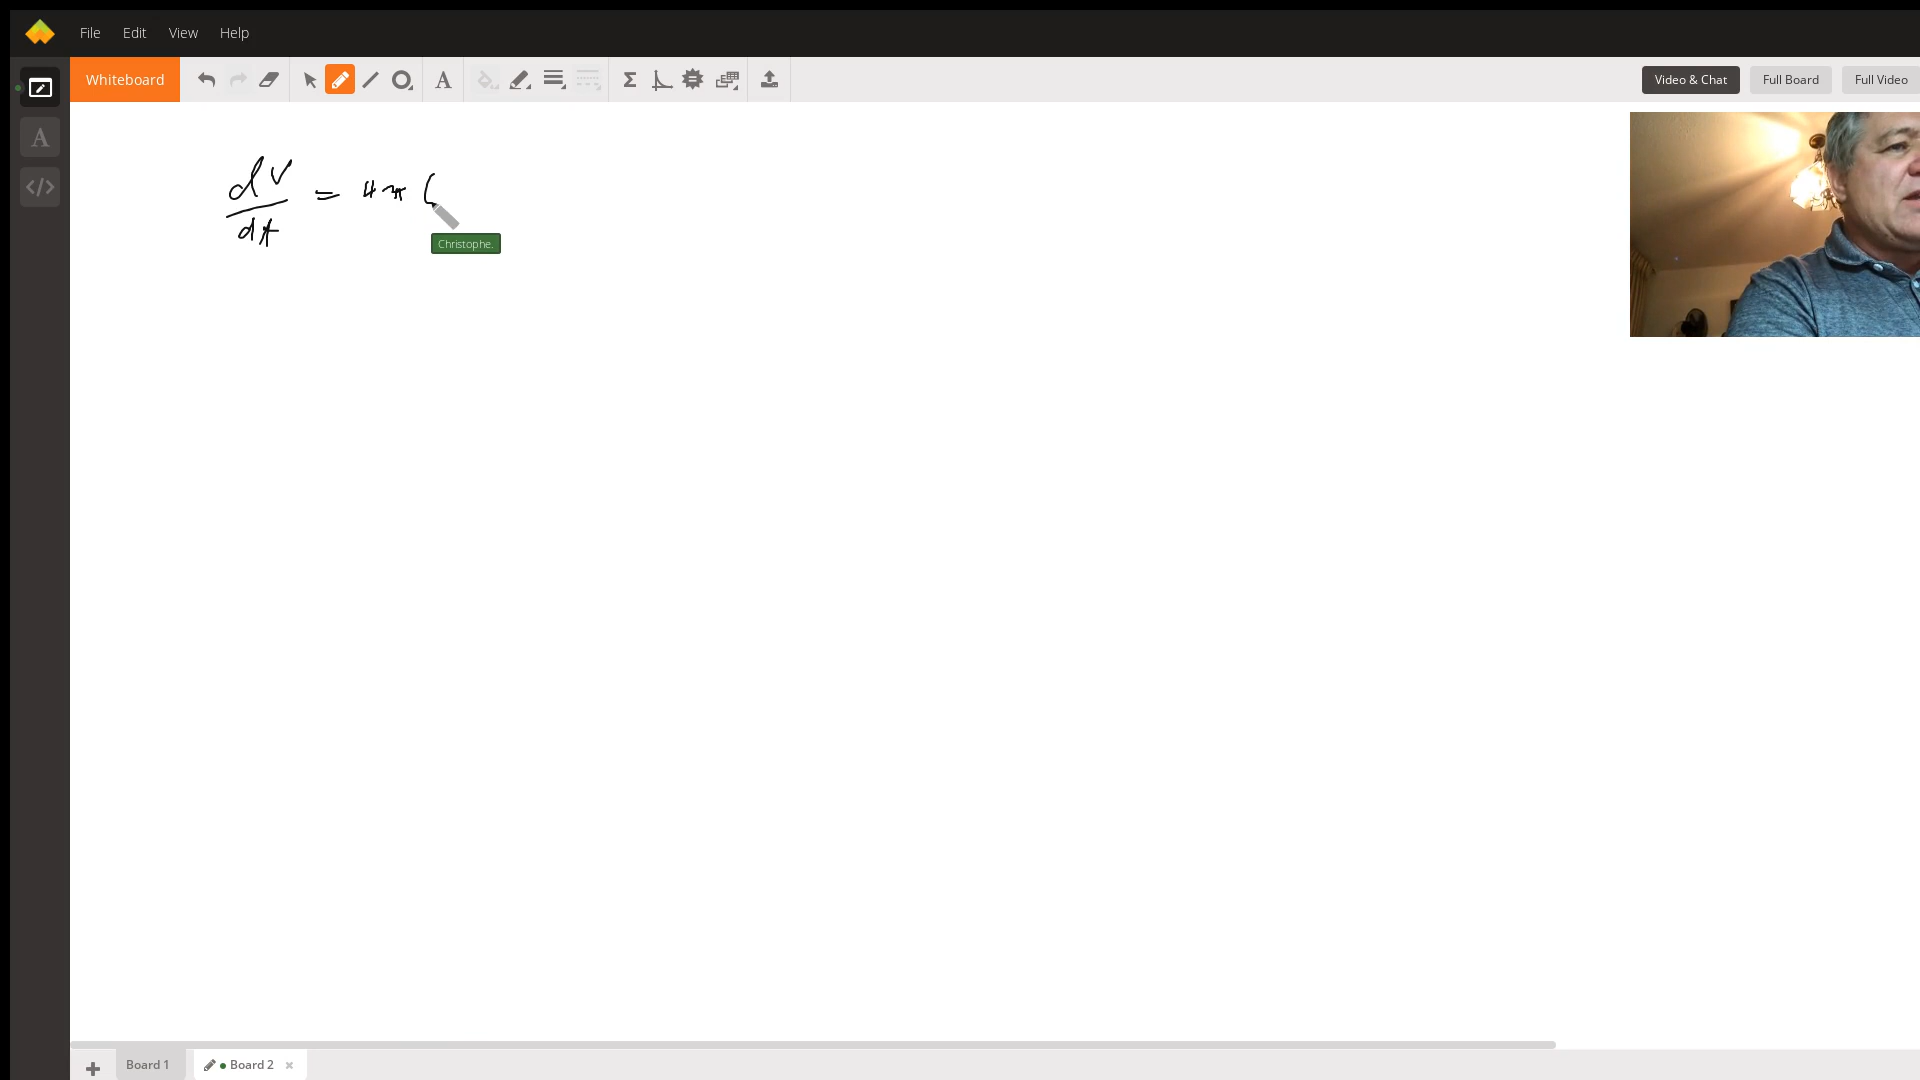 File Edit View Help
Whiteboard A Σ Video & Chat Full Board Full Video
A
</>
dV/dt = 4π (
Christophe.
Board 1 Board 2